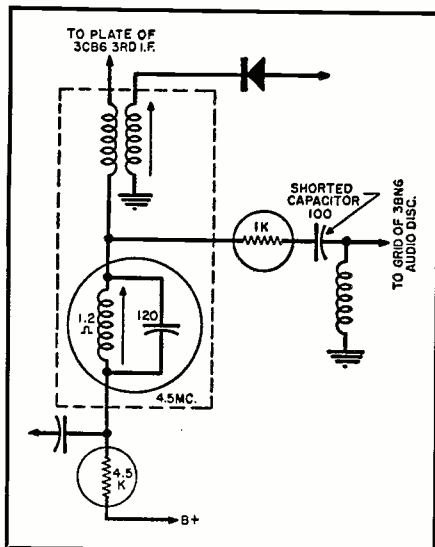 TO PLATE OF
3CB6 3RD I.F.
SHORTED
CAPACITOR
100
1K
TO GRID OF 3BN6
AUDIO DISC.
1.2
Ω
120
4.5MC.
4.5
K
B+